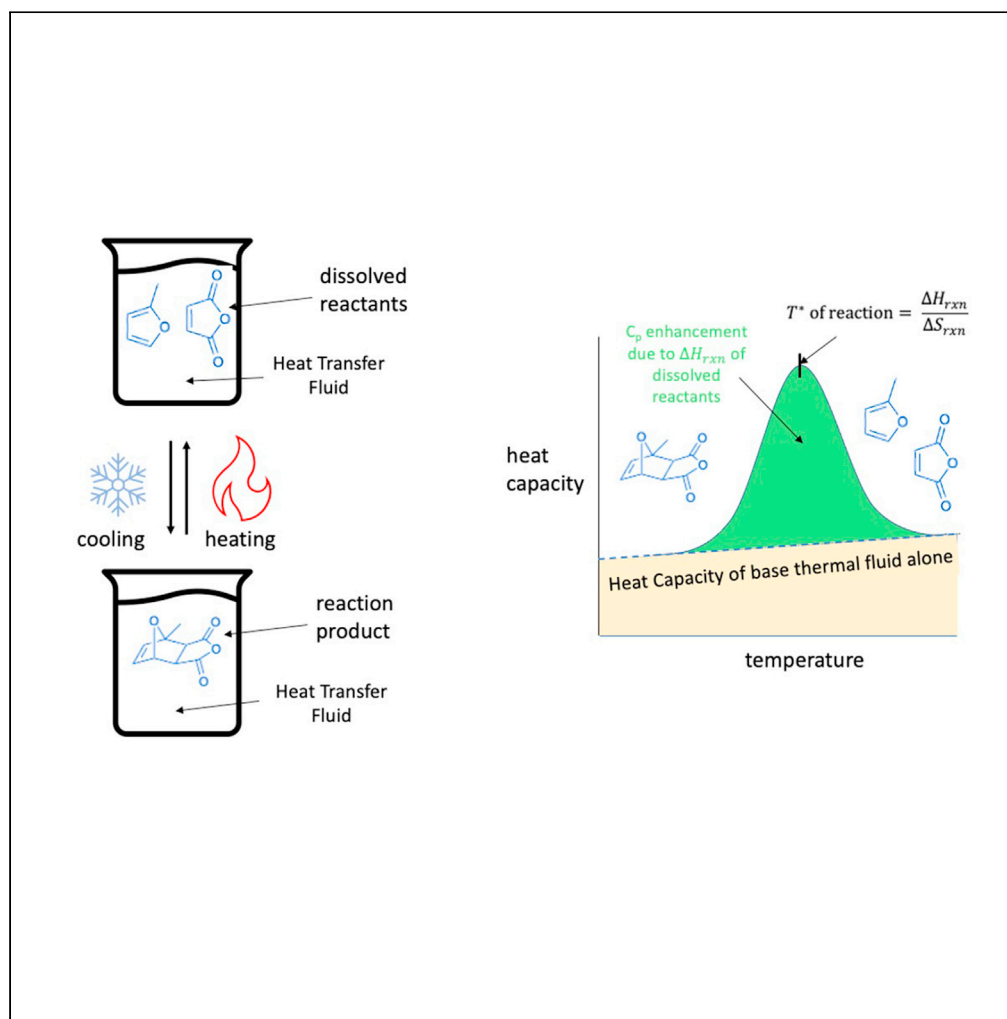 dissolved
reactants
Heat Transfer
Fluid
cooling
heating
reaction
product
Heat Transfer
Fluid
O
O
O
O
O
O
O
O
T* of reaction = ΔH_rxn / ΔS_rxn
C_p enhancement
due to ΔH_rxn of
dissolved
reactants
heat
capacity
O
O
O
O
O
O
O
O
Heat Capacity of base thermal fluid alone
temperature